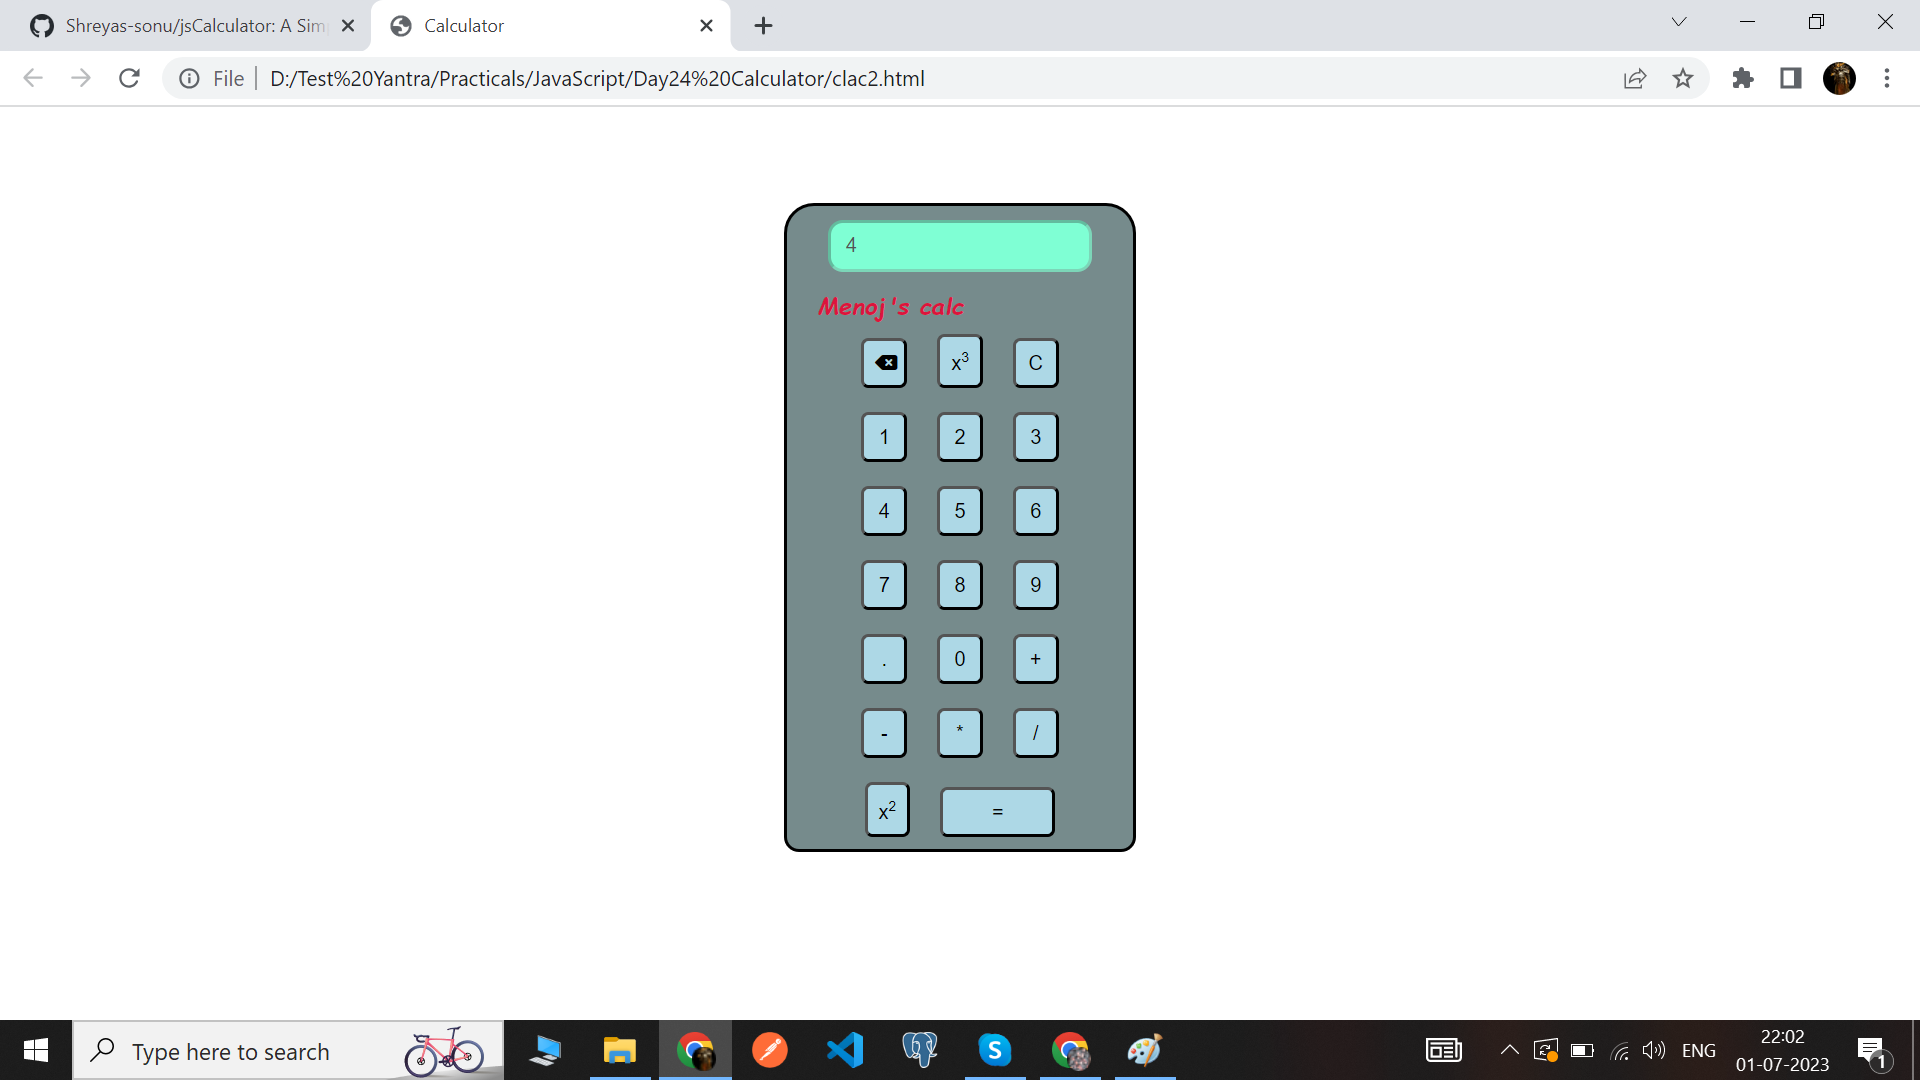 Shreyas-sonu/jsCalculator: A Sim
Calculator
File
D:/Test%20Yantra/Practicals/JavaScript/Day24%20Calculator/clac2.html
4
Menoj's calc
x³ C
1 2 3
4 5 6
7 8 9
. 0 +
- * /
x² =
Type here to search
S
ENG
22:02
01-07-2023
1